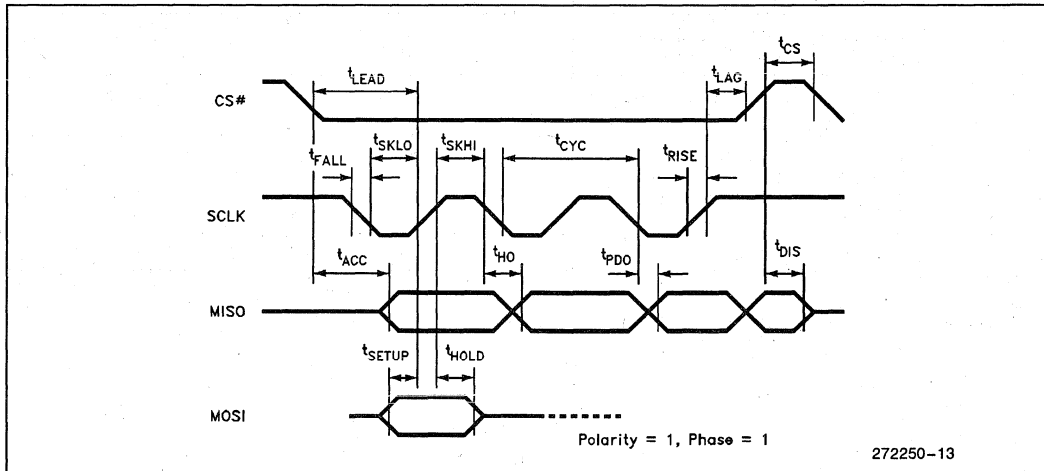 tCS
tLEAD
tLAG
CS#
tSKLO
tSKHI
tCYC
tFALL
tRISE
SCLK
tACC
tHO
tPDO
tDIS
MISO
tSETUP
tHOLD
MOSI
Polarity = 1, Phase = 1
272250-13